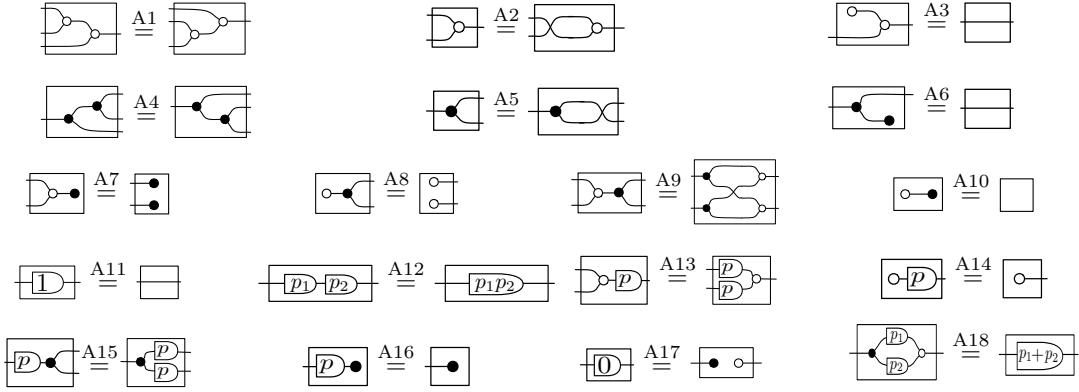 A1 = A2 = A3 =
A4 = A5 = A6 =
A7 = A8 = A9 = A10 =
1 A11 = p₁ p₂ A12 = p₁p₂ p A13 = p p p A14 =
p A15 = p p p A16 = 0 A17 = p₁ p₂ A18 = p₁+p₂